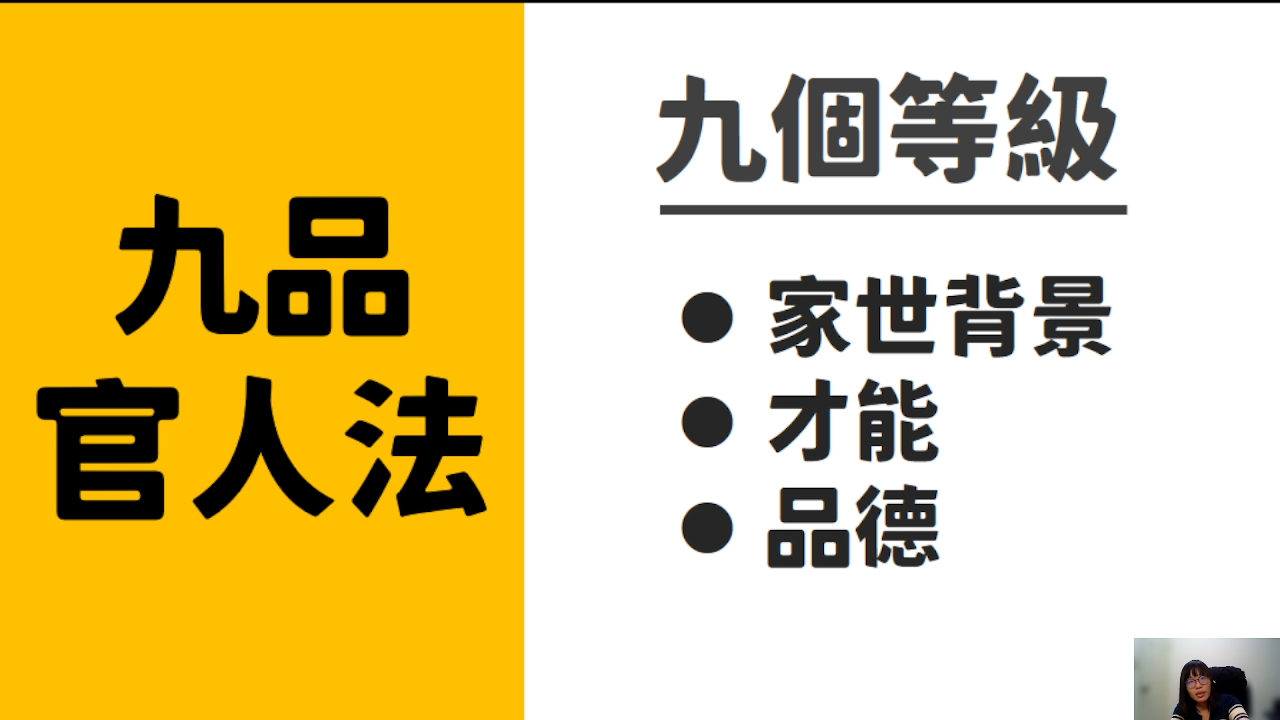 九品
官人法
九個等級
● 家世背景
● 才能
● 品德